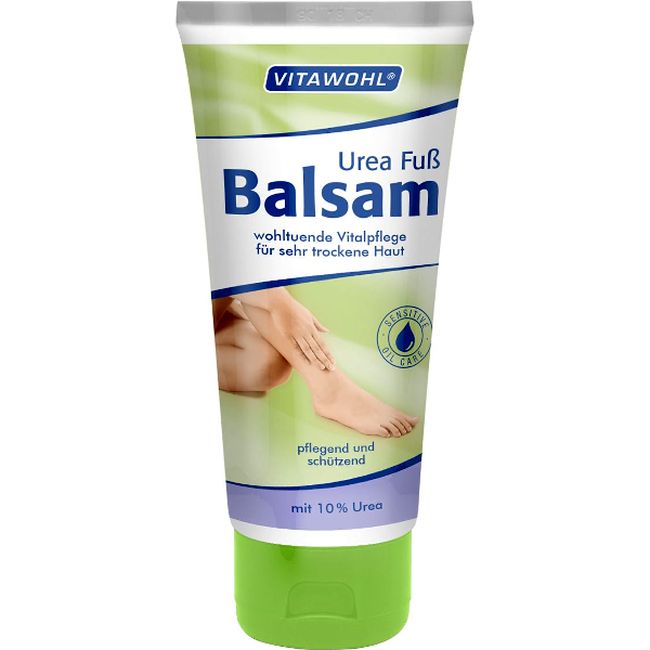 VITAWOHL®
Urea Fuß
Balsam
wohltuende Vitalpflege
für sehr trockene Haut
SENSITIVE
OIL CARE
pflegend und
schützend
mit 10% Urea